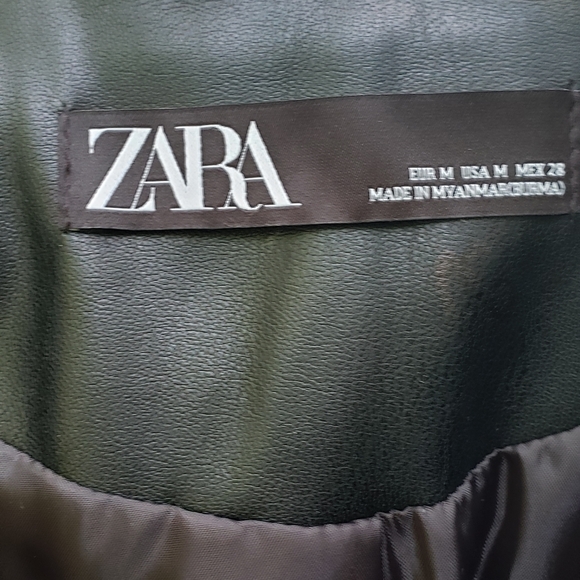 ZARA
EUR M USA M MEX 28
MADE IN MYANMAR(BURMA)